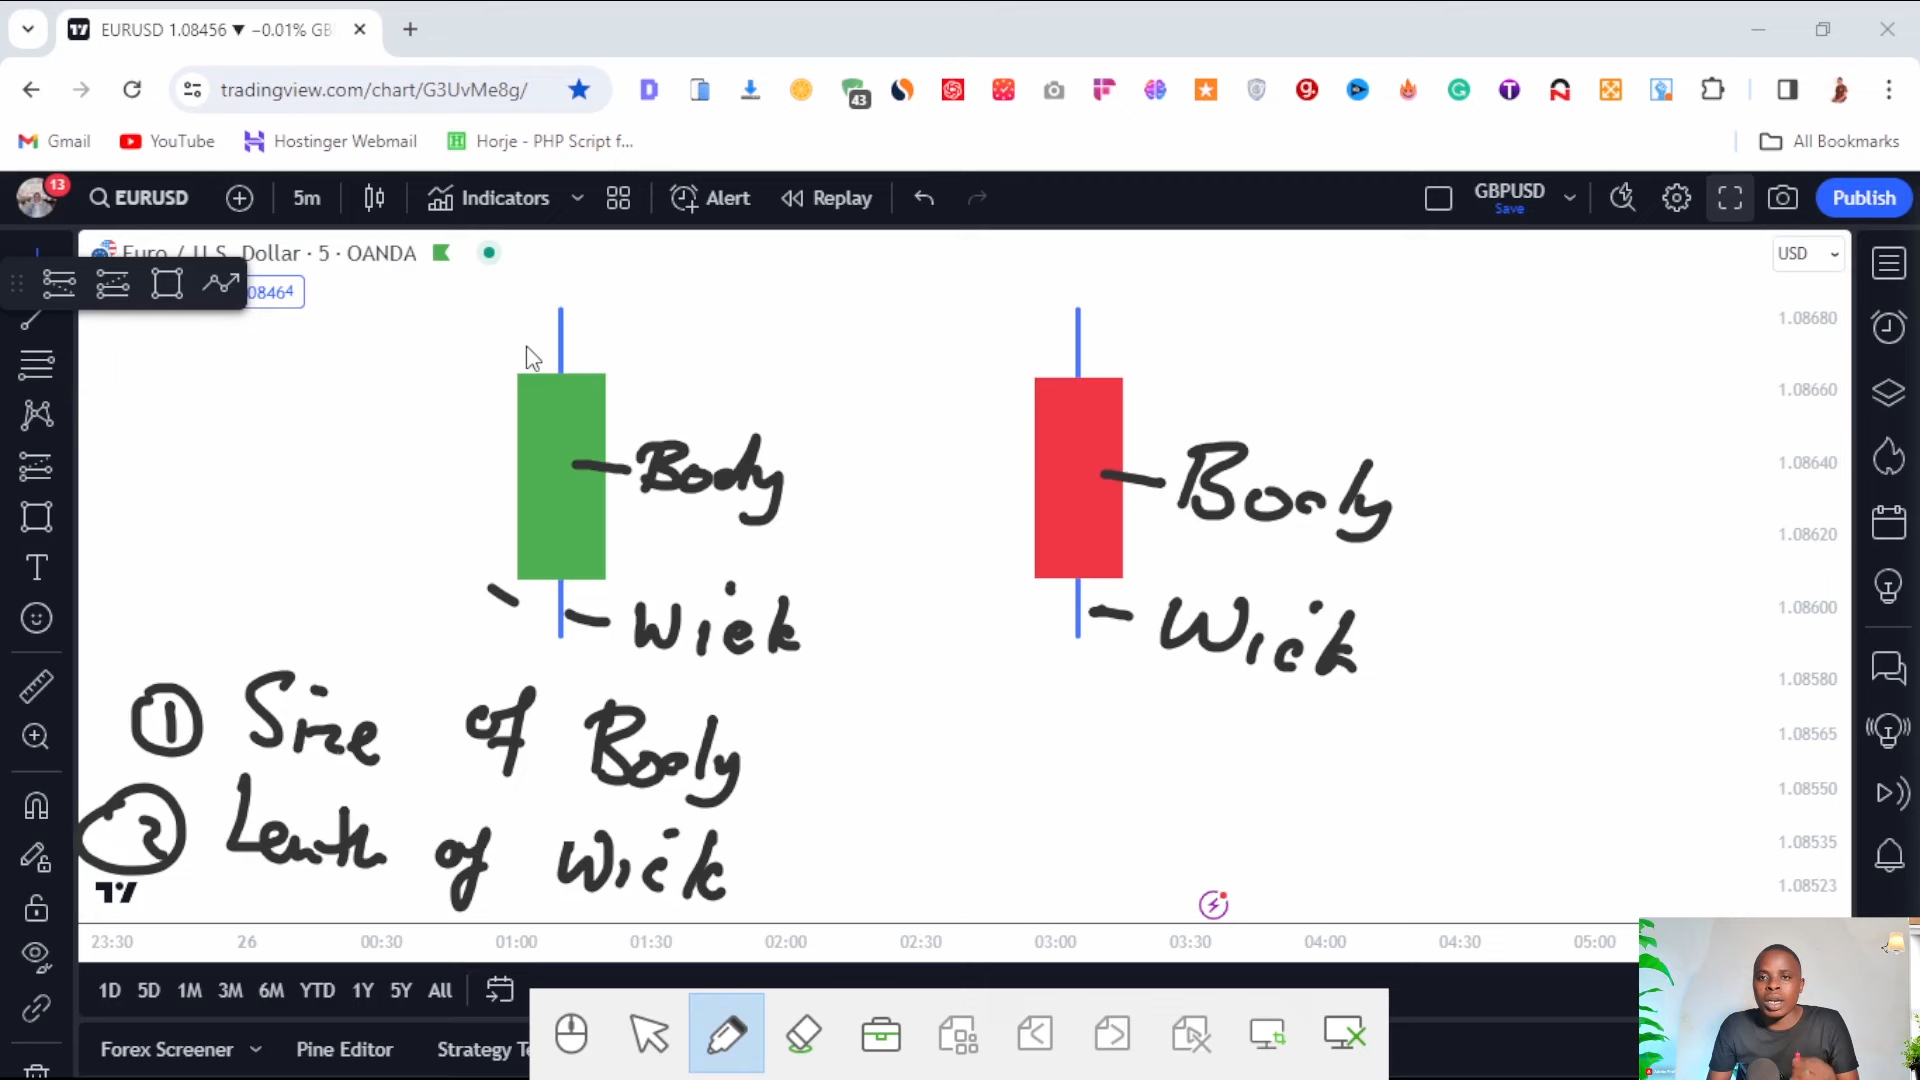 EURUSD 1.08456 ▼ −0.01% GB
tradingview.com/chart/G3UvMe8g/
43
Gmail
YouTube
Hostinger Webmail
Horje - PHP Script f...
All Bookmarks
13
EURUSD
5m
Indicators
Alert
Replay
GBPUSD
Save
Publish
Euro / U.S. Dollar · 5 · OANDA
USD
08464
1.08680
1.08660
Body
Body
1.08640
1.08620
Wick
Wick
1.08600
1.08580
① Size of Body
1.08565
1.08550
② Lenth of Wick
1.08535
1.08523
23:30 26 00:30 01:00 01:30 02:00 02:30 03:00 03:30 04:00 04:30 05:00
1D 5D 1M 3M 6M YTD 1Y 5Y All
Forex Screener
Pine Editor
Strategy Te